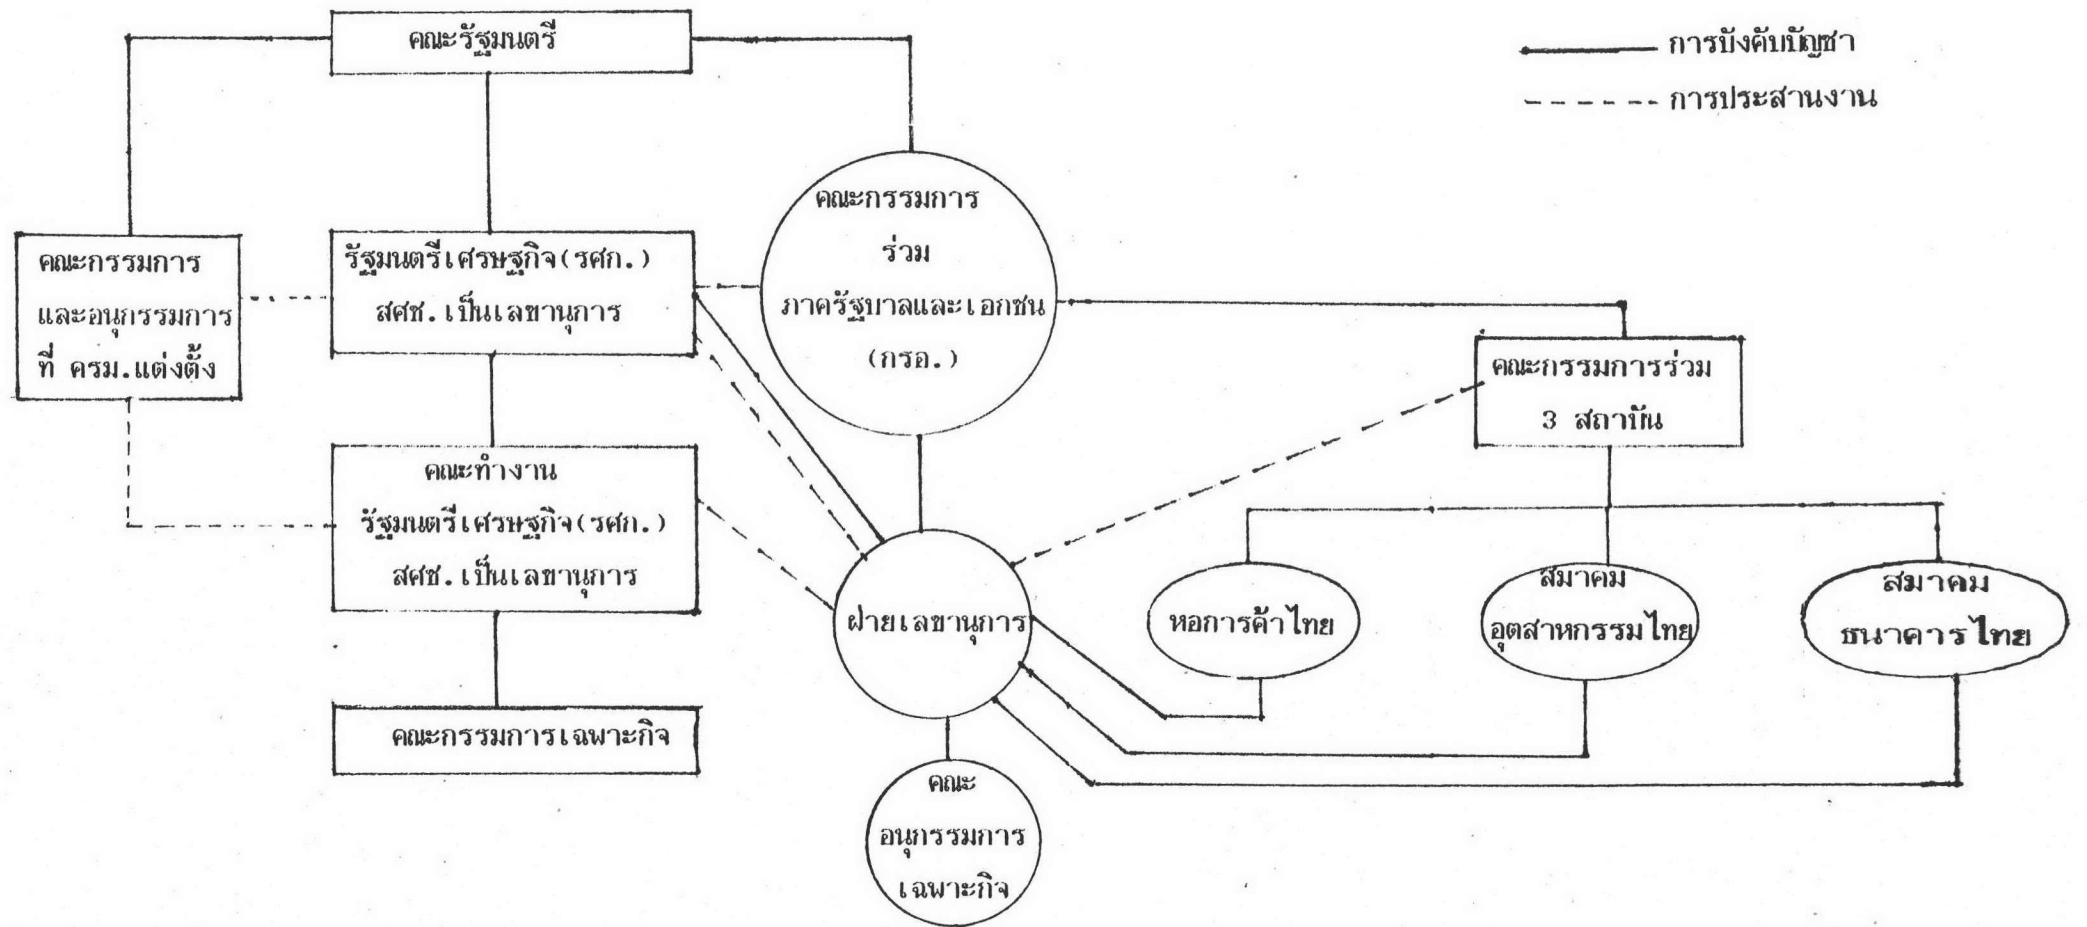 คณะรัฐมนตรี
การบังคับบัญชา
การประสานงาน
คณะกรรมการ
และอนุกรรมการ
ที่ ครม.แต่งตั้ง
รัฐมนตรีเศรษฐกิจ(รศก.)
สศช.เป็นเลขานุการ
คณะกรรมการ
ร่วม
ภาครัฐบาลและเอกชน
(กรอ.)
คณะกรรมการร่วม
3 สถาบัน
คณะทำงาน
รัฐมนตรีเศรษฐกิจ(รศก.)
สศช.เป็นเลขานุการ
ฝ่ายเลขานุการ
หอการค้าไทย
สมาคม
อุตสาหกรรมไทย
สมาคม
ธนาคารไทย
คณะกรรมการเฉพาะกิจ
คณะ
อนุกรรมการ
เฉพาะกิจ